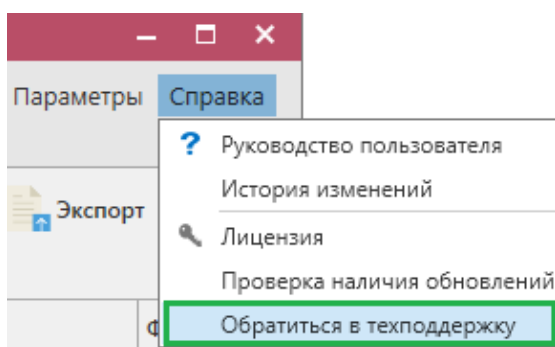 Параметры Справка
? Руководство пользователя
История изменений
Экспорт
Лицензия
Проверка наличия обновлений
Обратиться в техподдержку